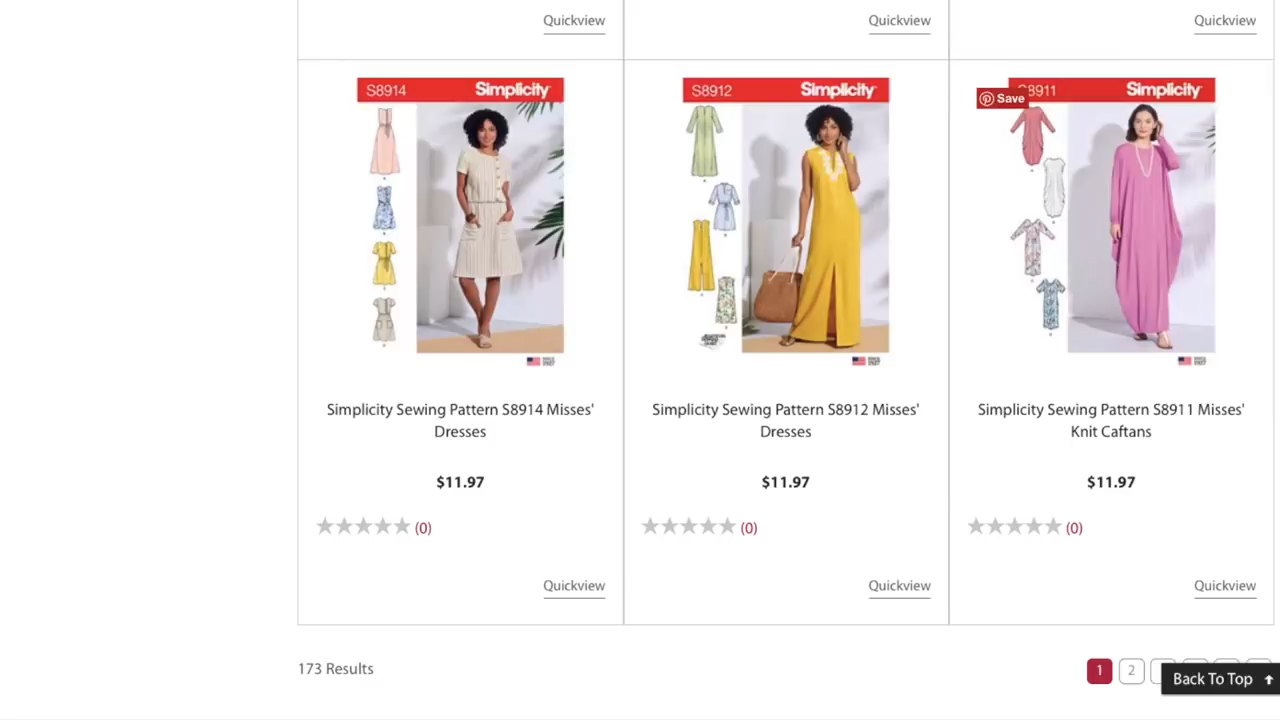 Quickview
Quickview
Quickview
S8914 Simplicity
S8912 Simplicity
Save
8911 Simplicity
Simplicity Sewing Pattern S8914 Misses'
Dresses
Simplicity Sewing Pattern S8912 Misses'
Dresses
Simplicity Sewing Pattern S8911 Misses'
Knit Caftans
$11.97
$11.97
$11.97
(0)
(0)
(0)
Quickview
Quickview
Quickview
173 Results
1
2
Back To Top